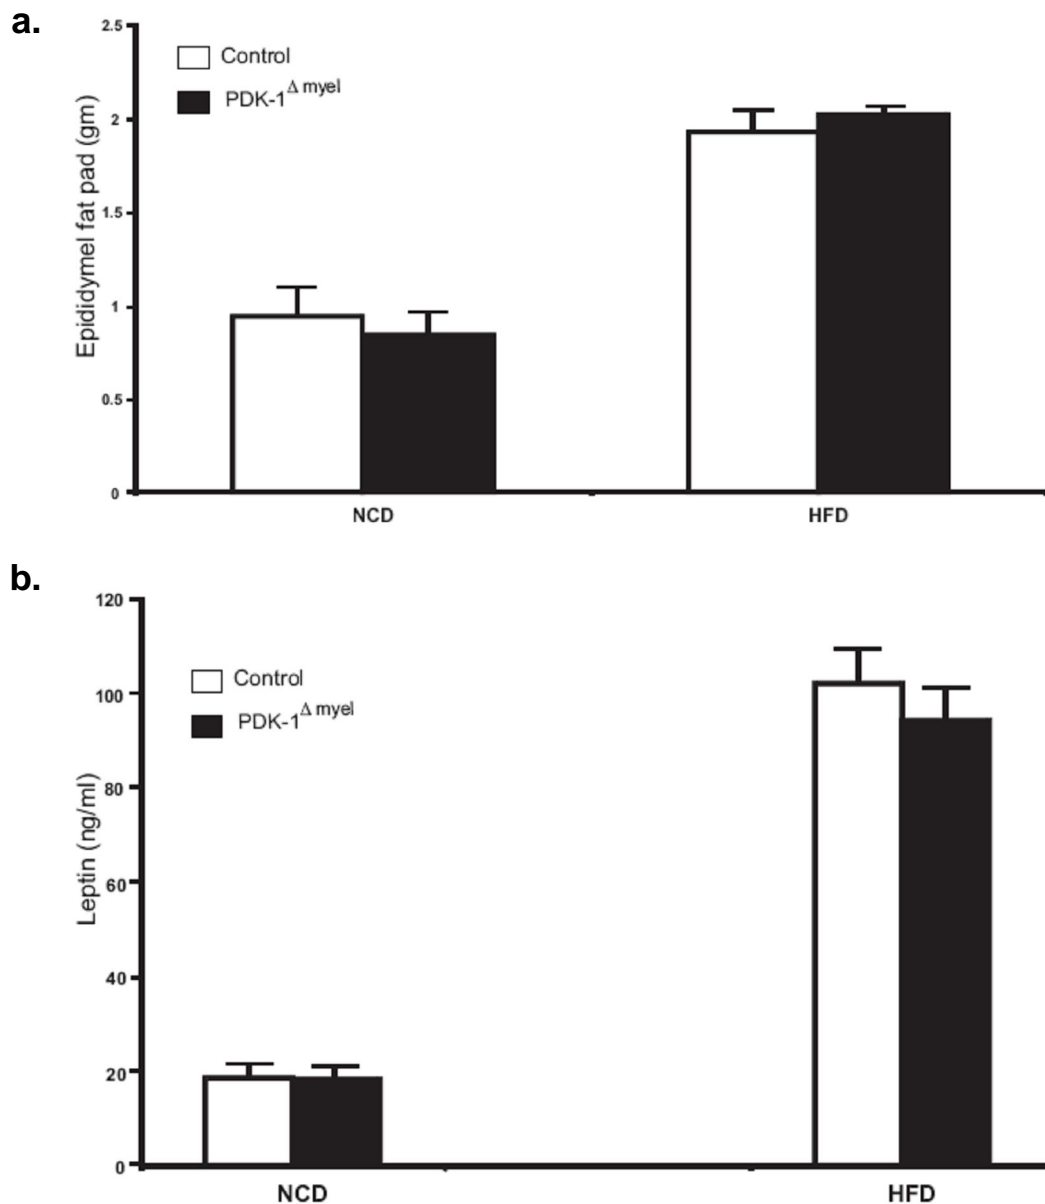 a.
2.5
2
1.5
1
0.5
0
Epididymel fat pad (gm)
Control
PDK-1Δ myel
NCD
HFD
b.
120
100
80
60
40
20
0
Leptin (ng/ml)
Control
PDK-1Δ myel
NCD
HFD